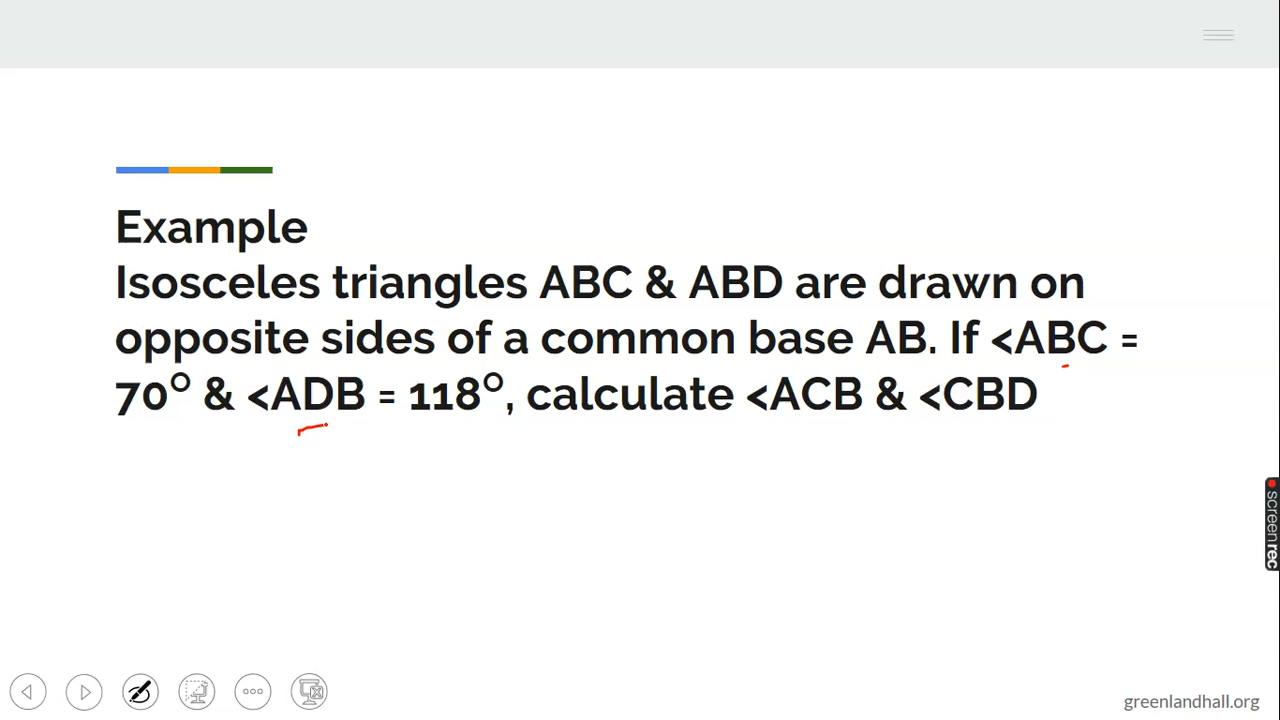 Example
Isosceles triangles ABC & ABD are drawn on
opposite sides of a common base AB. If <ABC =
70° & <ADB = 118°, calculate <ACB & <CBD
screenrec
greenlandhall.org